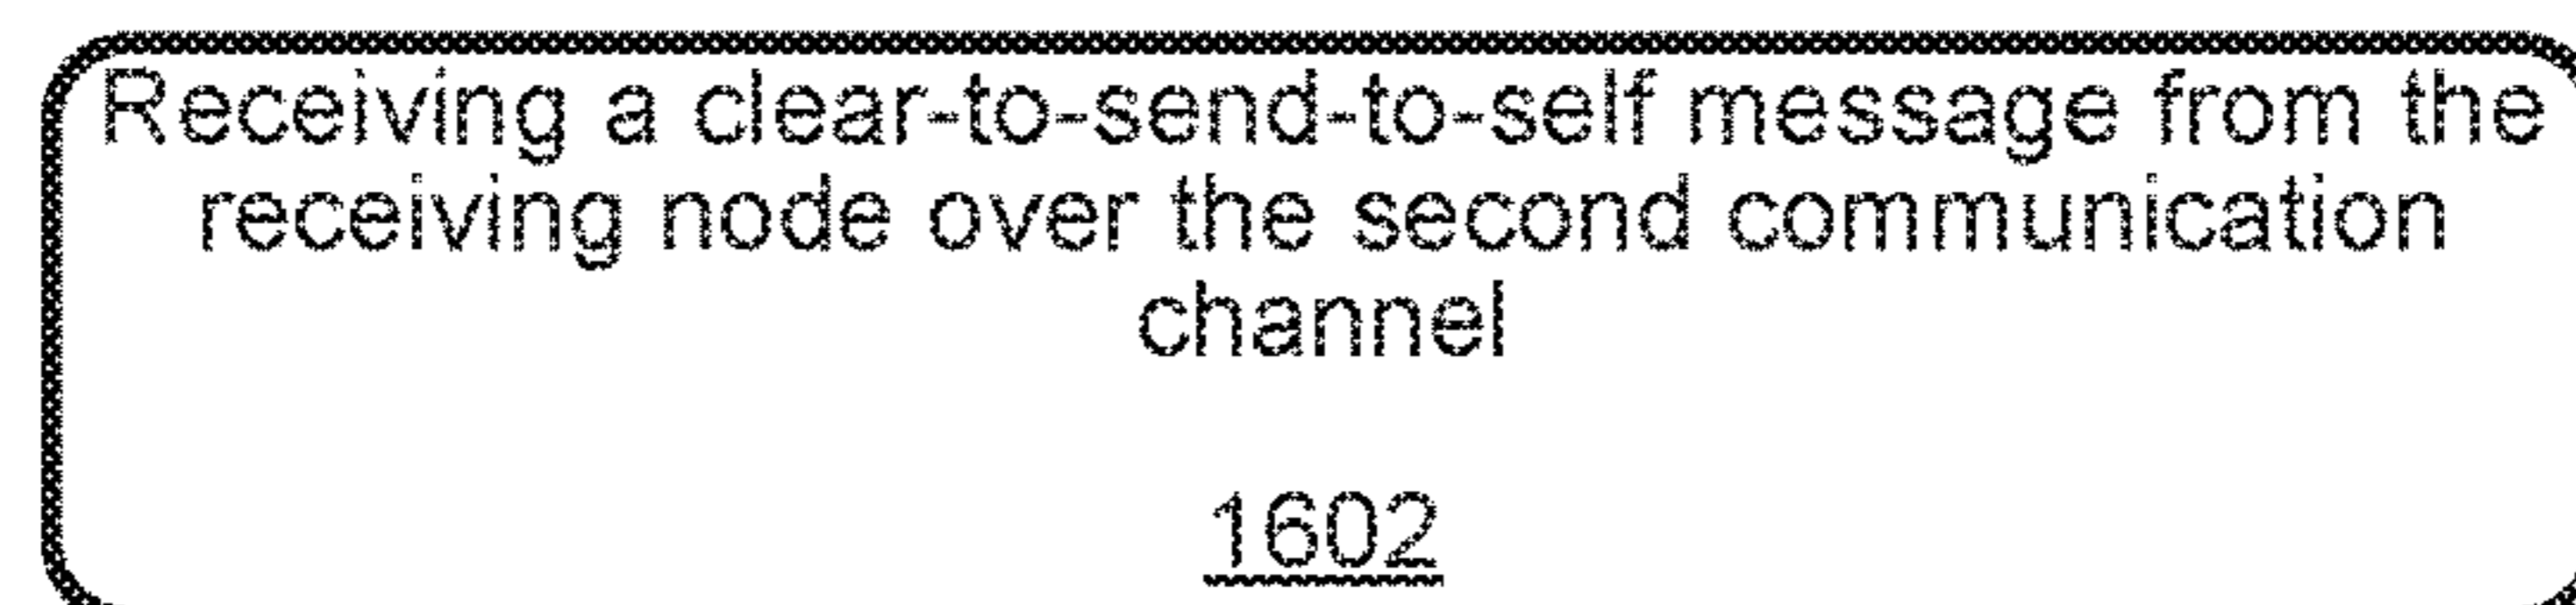 Receiving a clear-to-send-to-self message from the
receiving node over the second communication
channel
1602